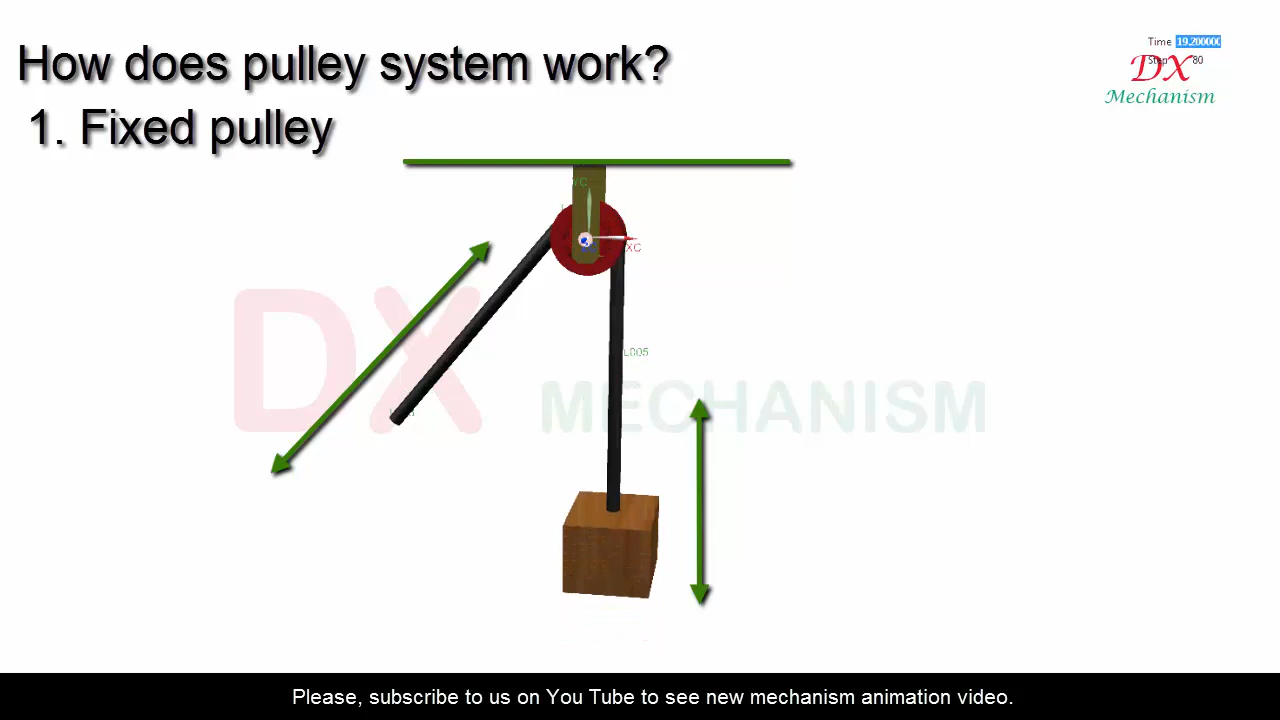 How does pulley system work?
1. Fixed pulley
Time 19.200000
Step 80
DX
Mechanism
YC
XC
L005
DX MECHANISM
Please, subscribe to us on You Tube to see new mechanism animation video.